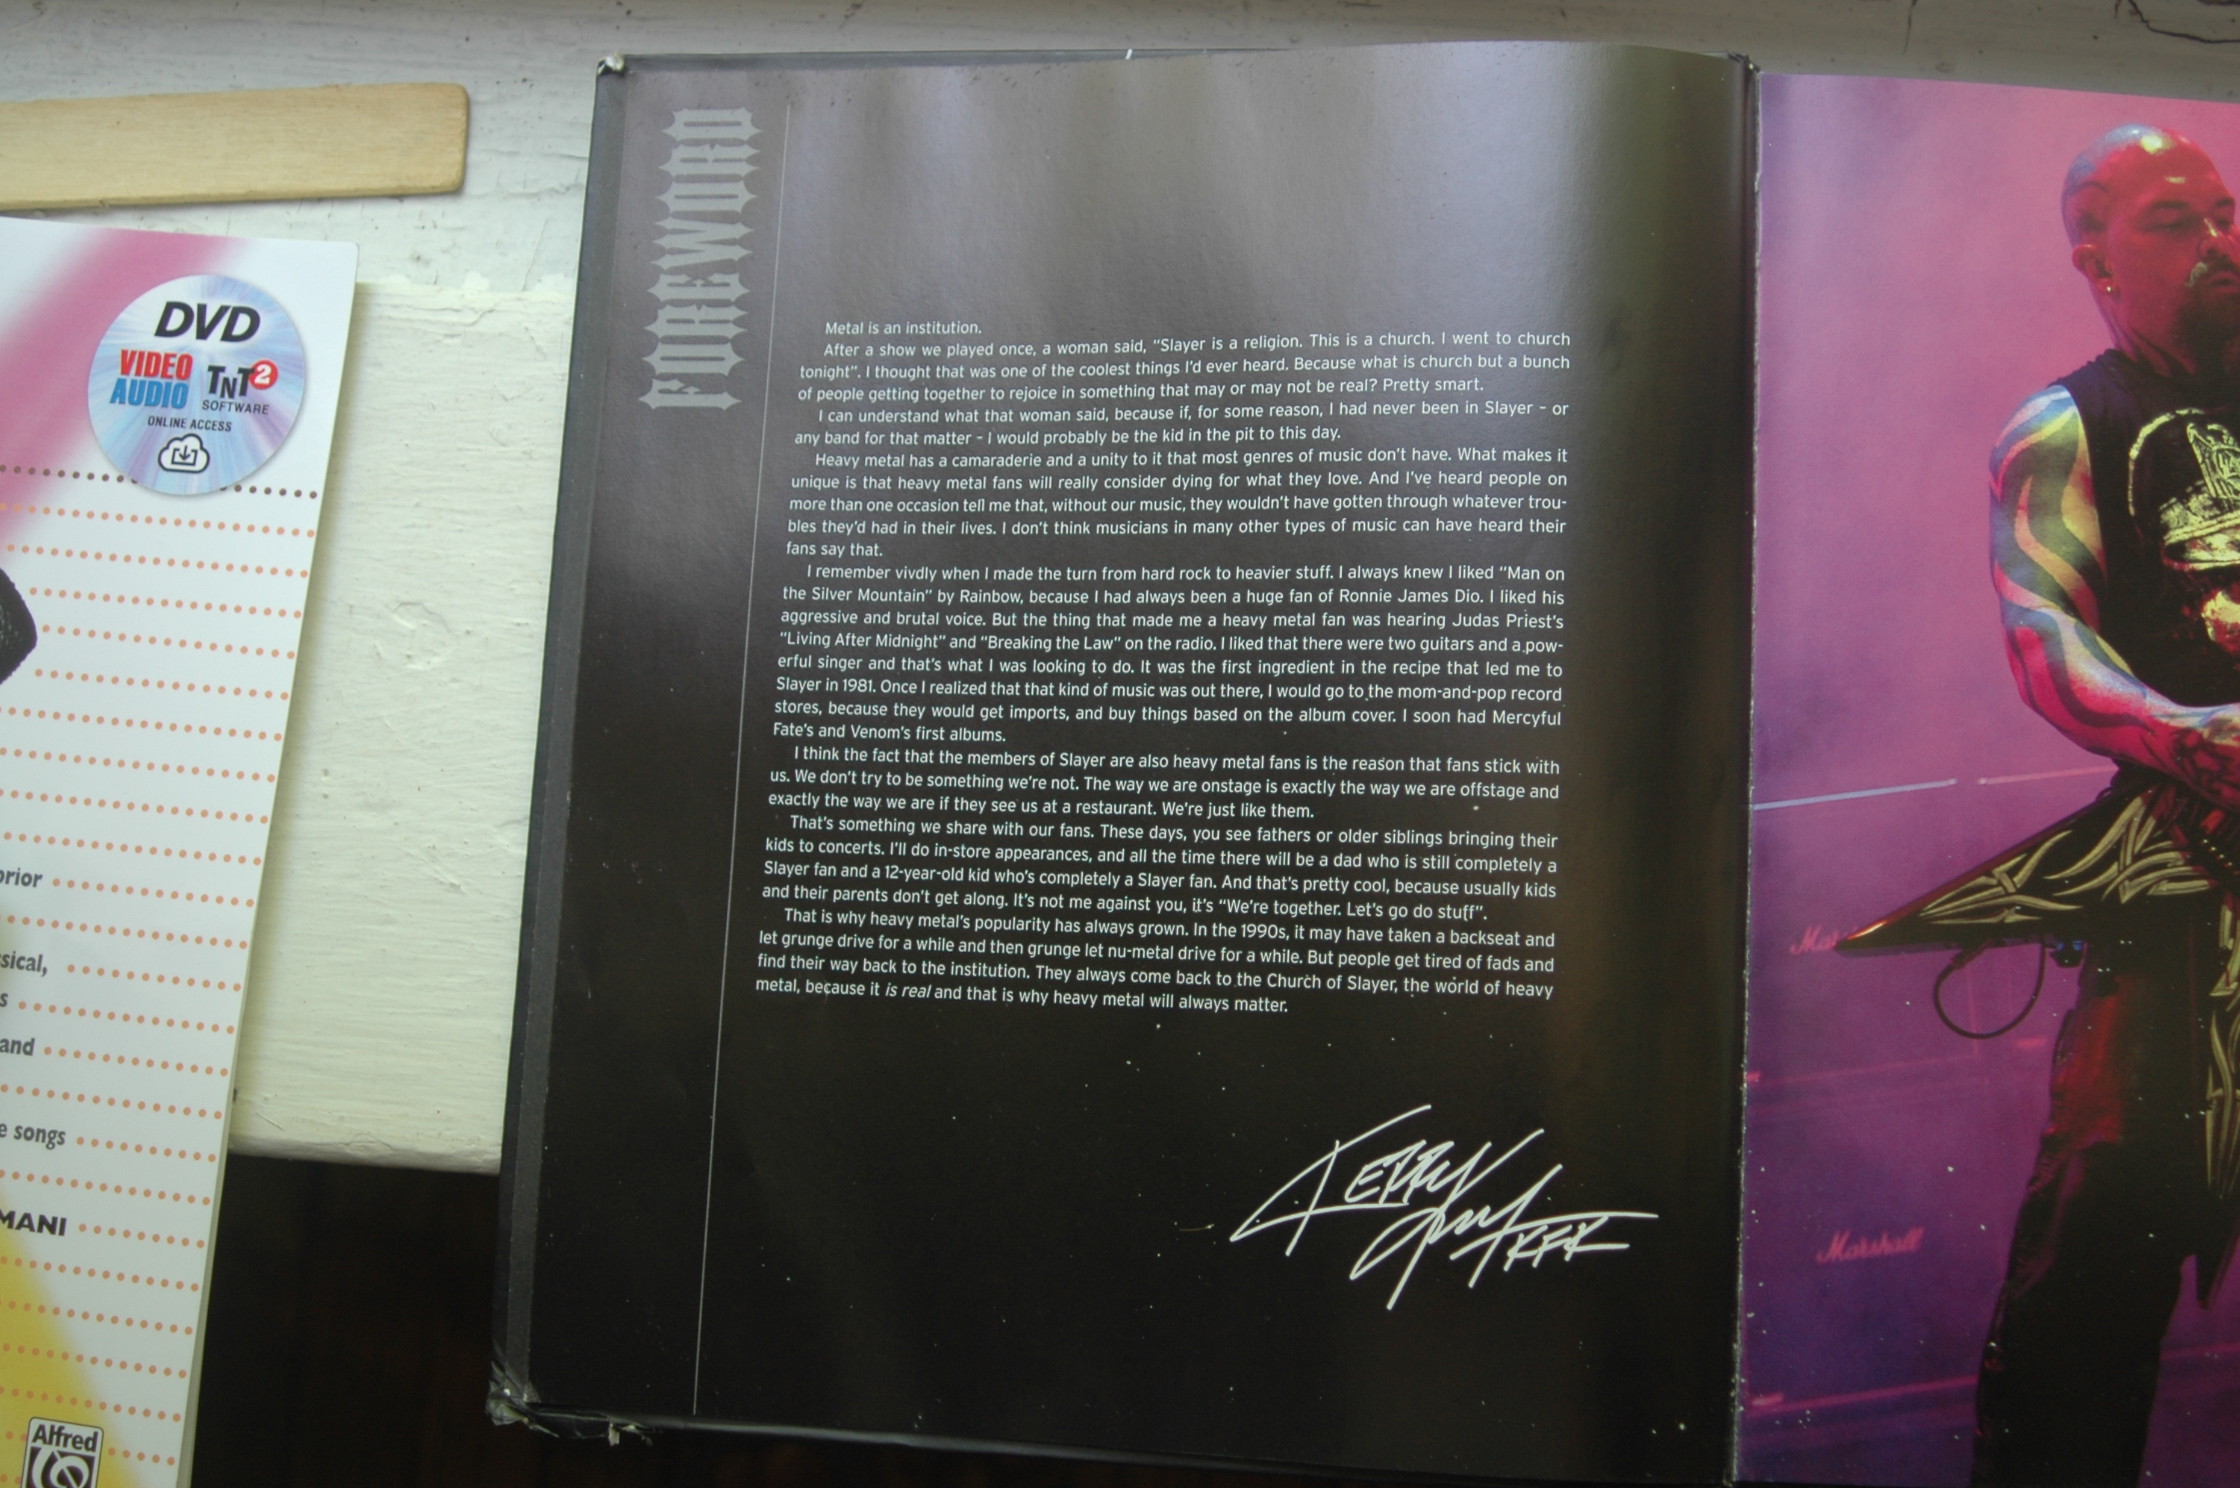 DVD
VIDEO
AUDIO
TNT2
SOFTWARE
ONLINE ACCESS
and
songs
Alfred
FOREWORD
Metal is an institution.
After a show we played once, a woman said, “Slayer is a religion. This is a church. I went to church
tonight”. I thought that was one of the coolest things I’d ever heard. Because what is church but a bunch
of people getting together to rejoice in something that may or may not be real? Pretty smart.
I can understand what that woman said, because if, for some reason, I had never been in Slayer – or
any band for that matter – I would probably be the kid in the pit to this day.
Heavy metal has a camaraderie and a unity to it that most genres of music don’t have. What makes it
unique is that heavy metal fans will really consider dying for what they love. And I’ve heard people on
more than one occasion tell me that, without our music, they wouldn’t have gotten through whatever trou-
bles they’d had in their lives. I don’t think musicians in many other types of music can have heard their
fans say that.
I remember vivdly when I made the turn from hard rock to heavier stuff. I always knew I liked “Man on
the Silver Mountain” by Rainbow, because I had always been a huge fan of Ronnie James Dio. I liked his
aggressive and brutal voice. But the thing that made me a heavy metal fan was hearing Judas Priest’s
“Living After Midnight” and “Breaking the Law” on the radio. I liked that there were two guitars and a pow-
erful singer and that’s what I was looking to do. It was the first ingredient in the recipe that led me to
Slayer in 1981. Once I realized that that kind of music was out there, I would go to the mom-and-pop record
stores, because they would get imports, and buy things based on the album cover. I soon had Mercyful
Fate’s and Venom’s first albums.
I think the fact that the members of Slayer are also heavy metal fans is the reason that fans stick with
us. We don’t try to be something we’re not. The way we are onstage is exactly the way we are offstage and
exactly the way we are if they see us at a restaurant. We’re just like them.
That’s something we share with our fans. These days, you see fathers or older siblings bringing their
kids to concerts. I’ll do in-store appearances, and all the time there will be a dad who is still completely a
Slayer fan and a 12-year-old kid who’s completely a Slayer fan. And that’s pretty cool, because usually kids
and their parents don’t get along. It’s not me against you, it’s “We’re together. Let’s go do stuff”.
That is why heavy metal’s popularity has always grown. In the 1990s, it may have taken a backseat and
let grunge drive for a while and then grunge let nu-metal drive for a while. But people get tired of fads and
find their way back to the institution. They always come back to the Church of Slayer, the world of heavy
metal, because it is real and that is why heavy metal will always matter.
Kerry
Marshall